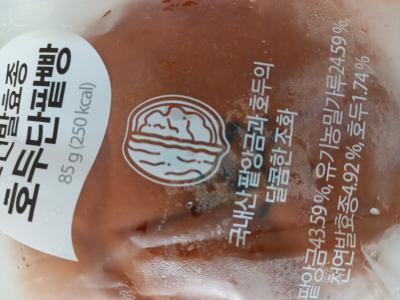 호두단팥빵
85 g (250 kcal)
국내산 팥앙금과 호두의
달콤한 조화
팥앙금43.59%, 유기농밀가루24.59%,
천연발효종4.92%, 호두1.74%